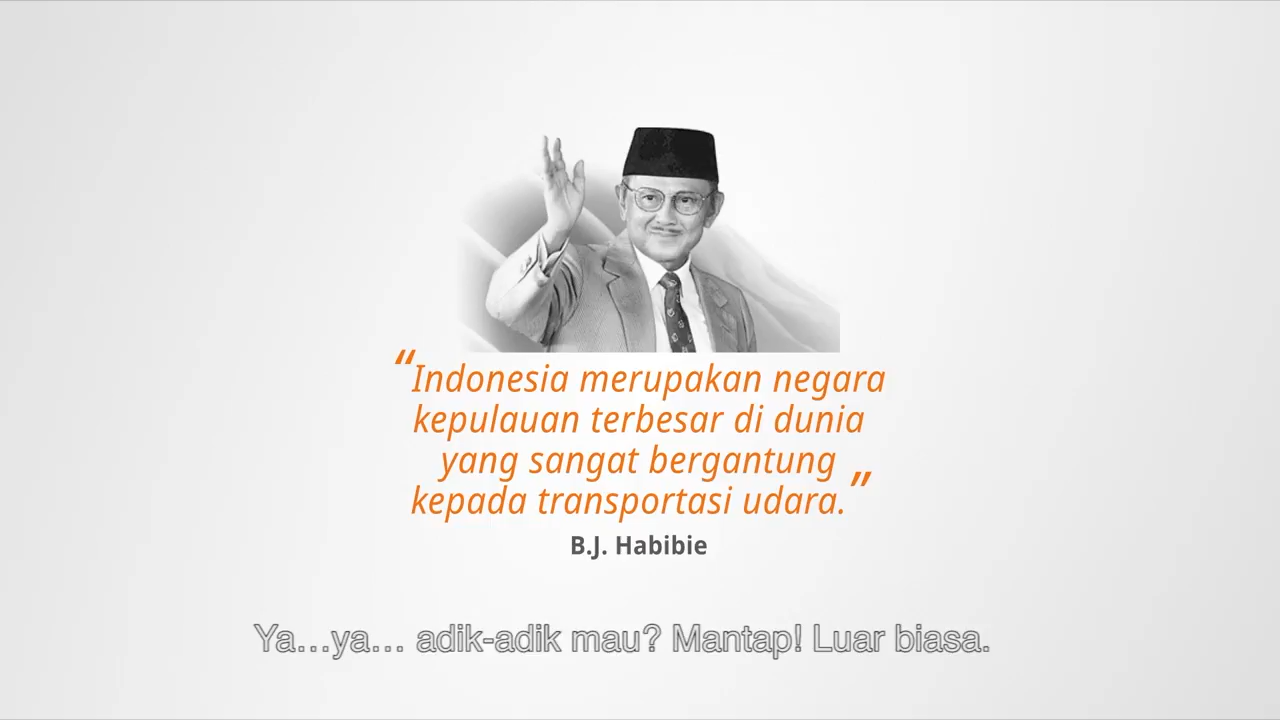 “Indonesia merupakan negara
kepulauan terbesar di dunia
yang sangat bergantung
kepada transportasi udara.”
B.J. Habibie
Ya...ya... adik-adik mau? Mantap! Luar biasa.